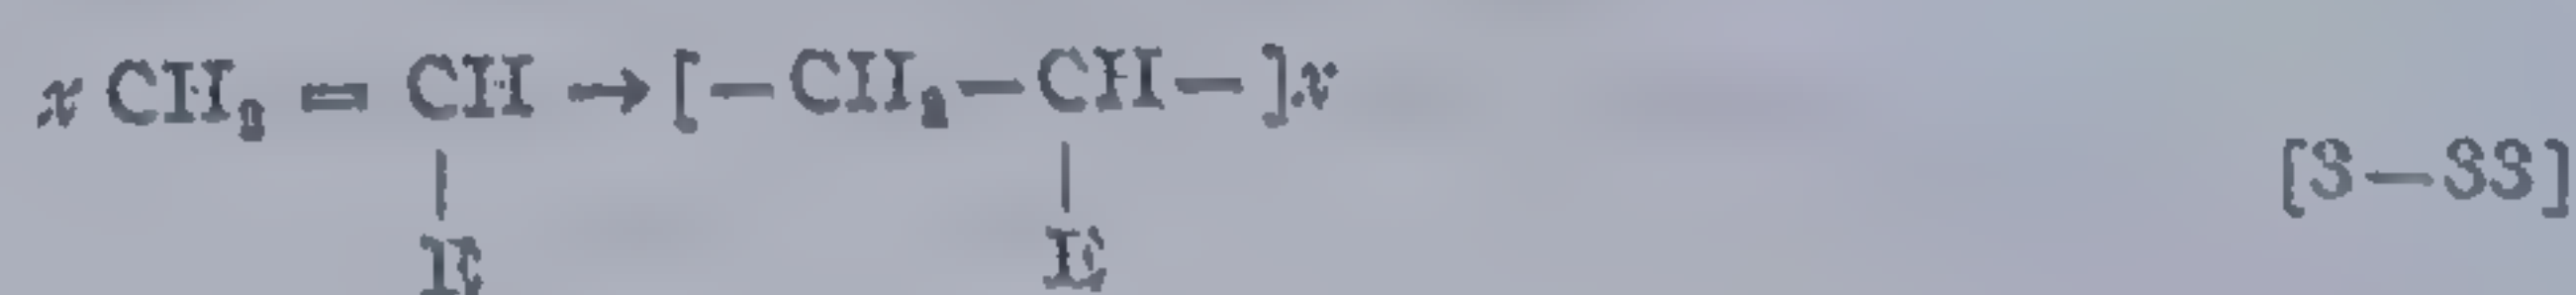 x CH₂ = CH → [— CH₂ — CH — ]x
| |
[3—33]